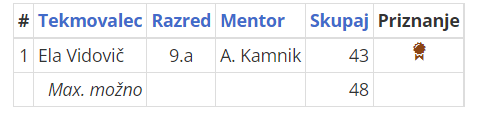 # Tekmovalec Razred Mentor Skupaj Priznanje
1 Ela Vidovič 9.a A. Kamnik 43
Max. možno 48